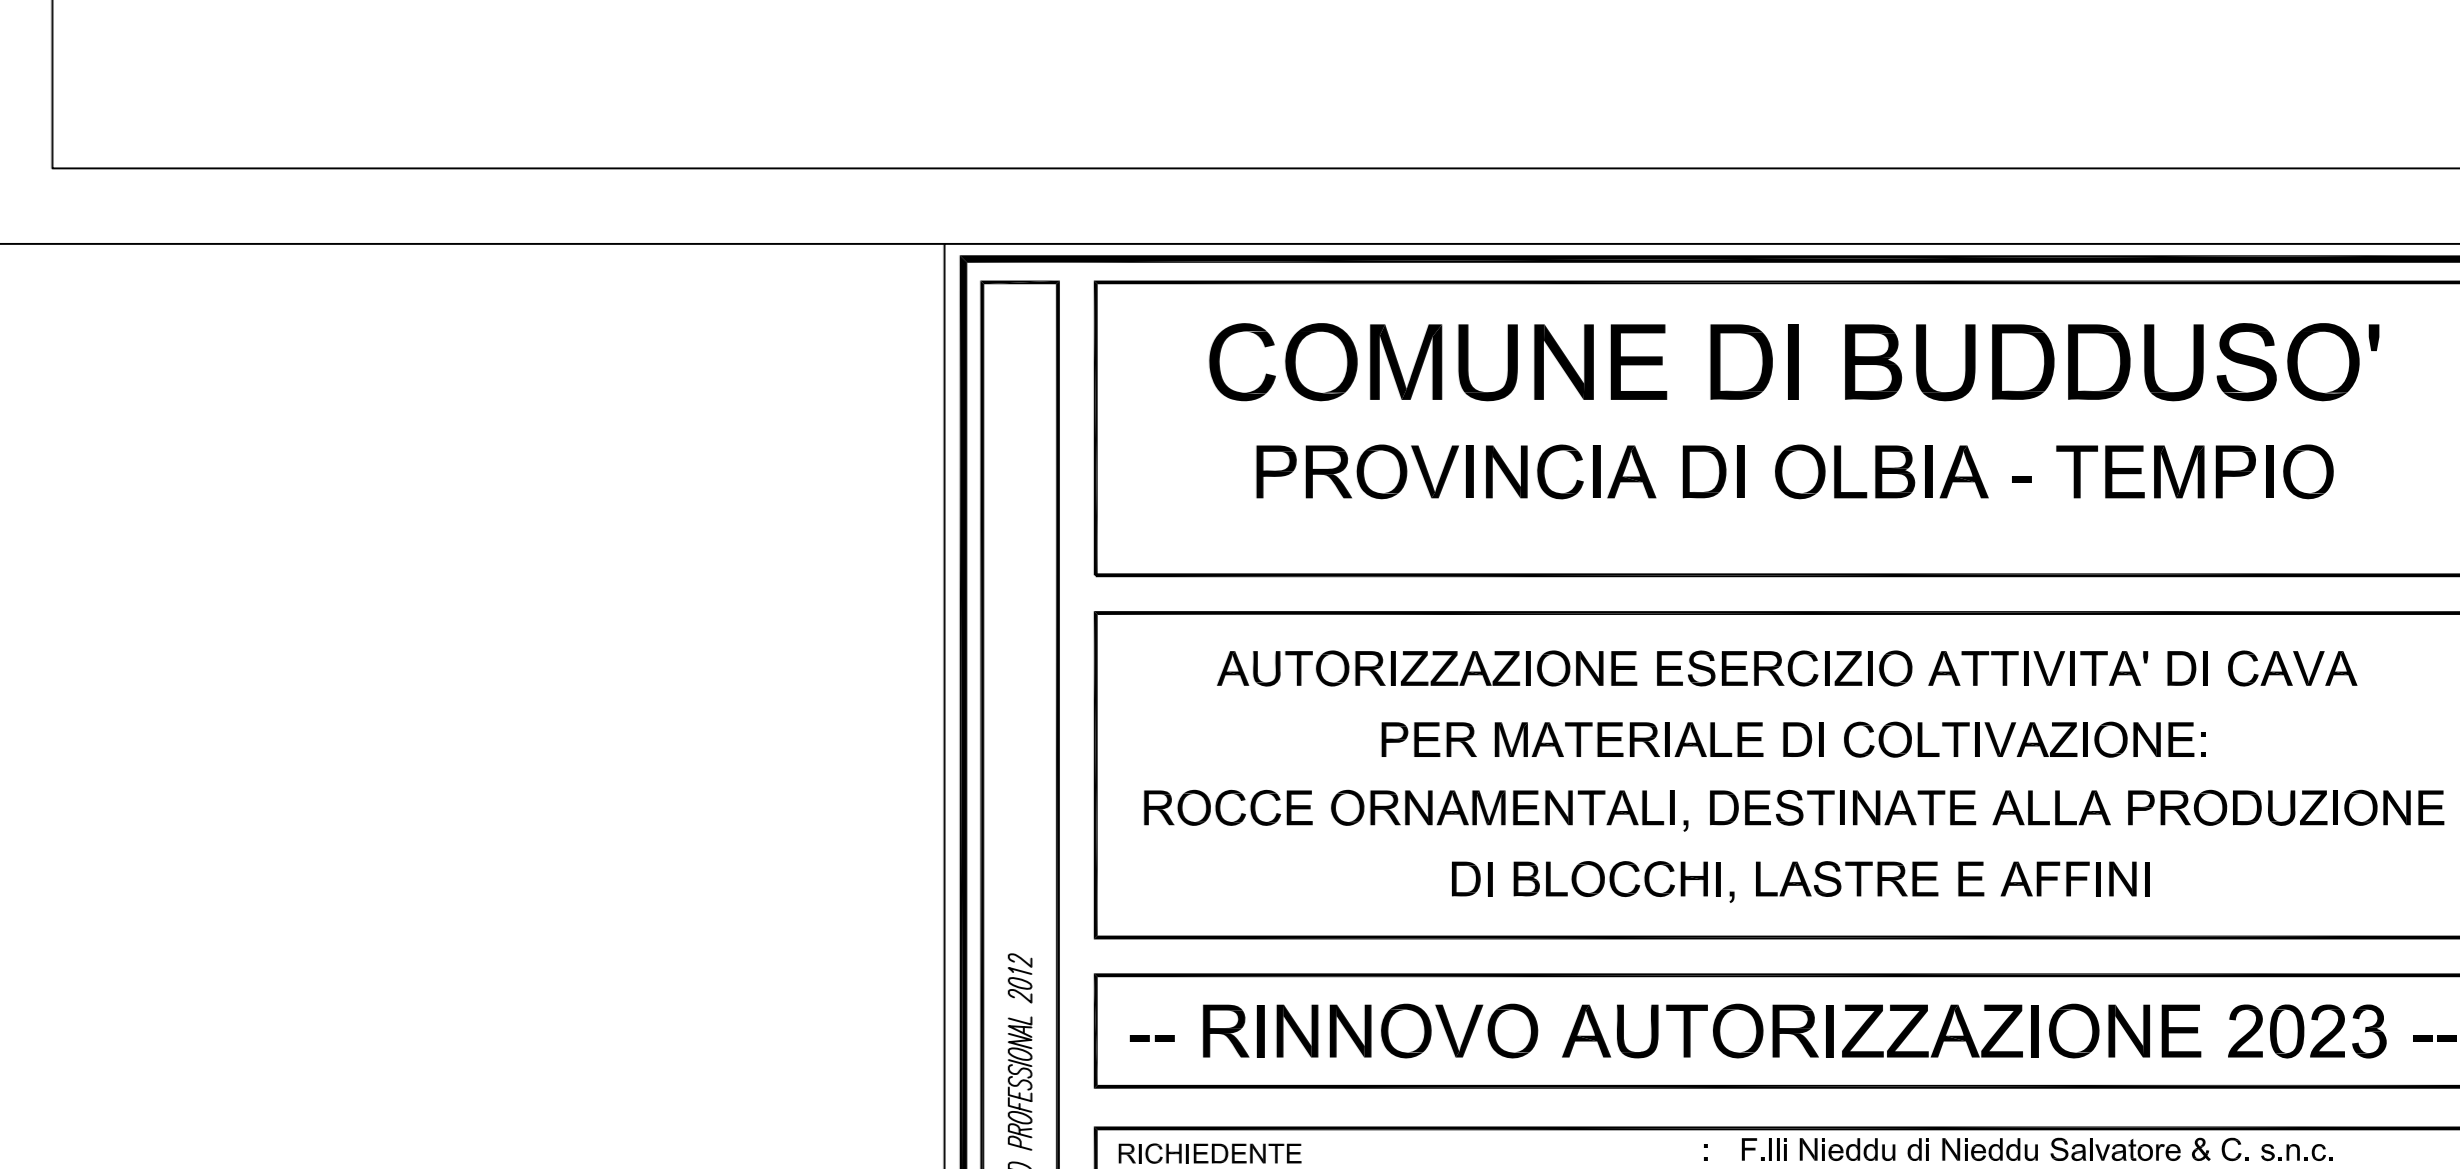 COMUNE DI BUDDUSO'
PROVINCIA DI OLBIA - TEMPIO
AUTORIZZAZIONE ESERCIZIO ATTIVITA' DI CAVA
PER MATERIALE DI COLTIVAZIONE:
ROCCE ORNAMENTALI, DESTINATE ALLA PRODUZIONE
DI BLOCCHI, LASTRE E AFFINI
-- RINNOVO AUTORIZZAZIONE 2023 --
RICHIEDENTE : F.lli Nieddu di Nieddu Salvatore & C. s.n.c.
PROFESSIONAL 2012